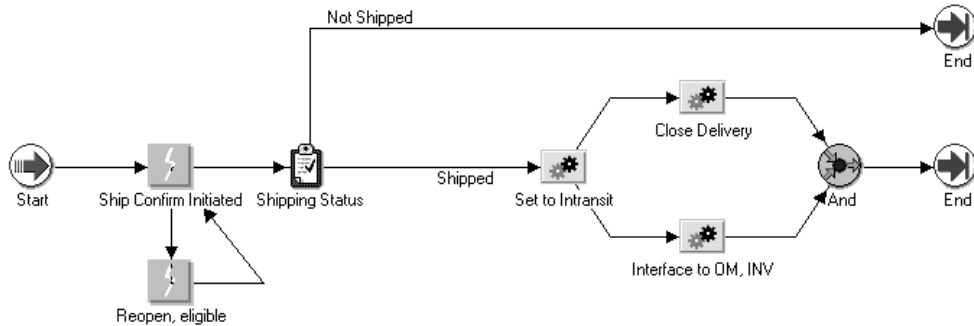 Not Shipped
End
Close Delivery
Start
Ship Confirm Initiated
Shipping Status
Shipped
Set to Intransit
And
End
Interface to OM, INV
Reopen, eligible